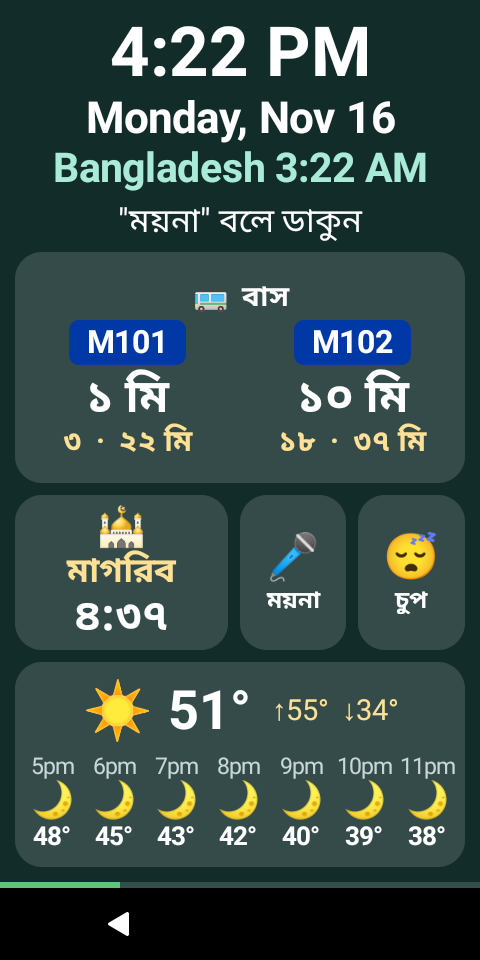 4:22 PM
Monday, Nov 16
Bangladesh 3:22 AM
"ময়না" বলে ডাকুন
বাস
M101 M102
১ মি ১০ মি
৩ · ২২ মি ১৮ · ৩৭ মি
মাগরিব
৪:৩৭
ময়না
চুপ
51° ↑55° ↓34°
5pm 6pm 7pm 8pm 9pm 10pm 11pm
48° 45° 43° 42° 40° 39° 38°